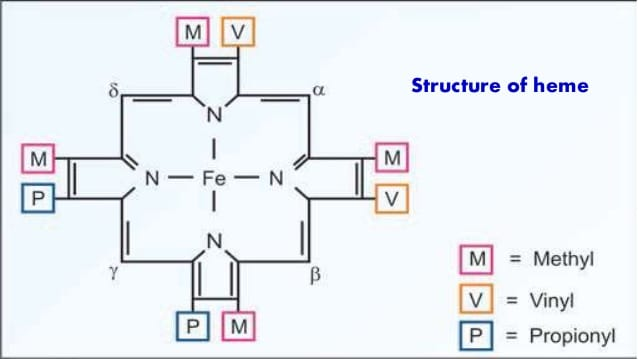 M V
δ α
Structure of heme
N
M M
N Fe N
P V
N
γ β
P M
M = Methyl
V = Vinyl
P = Propionyl